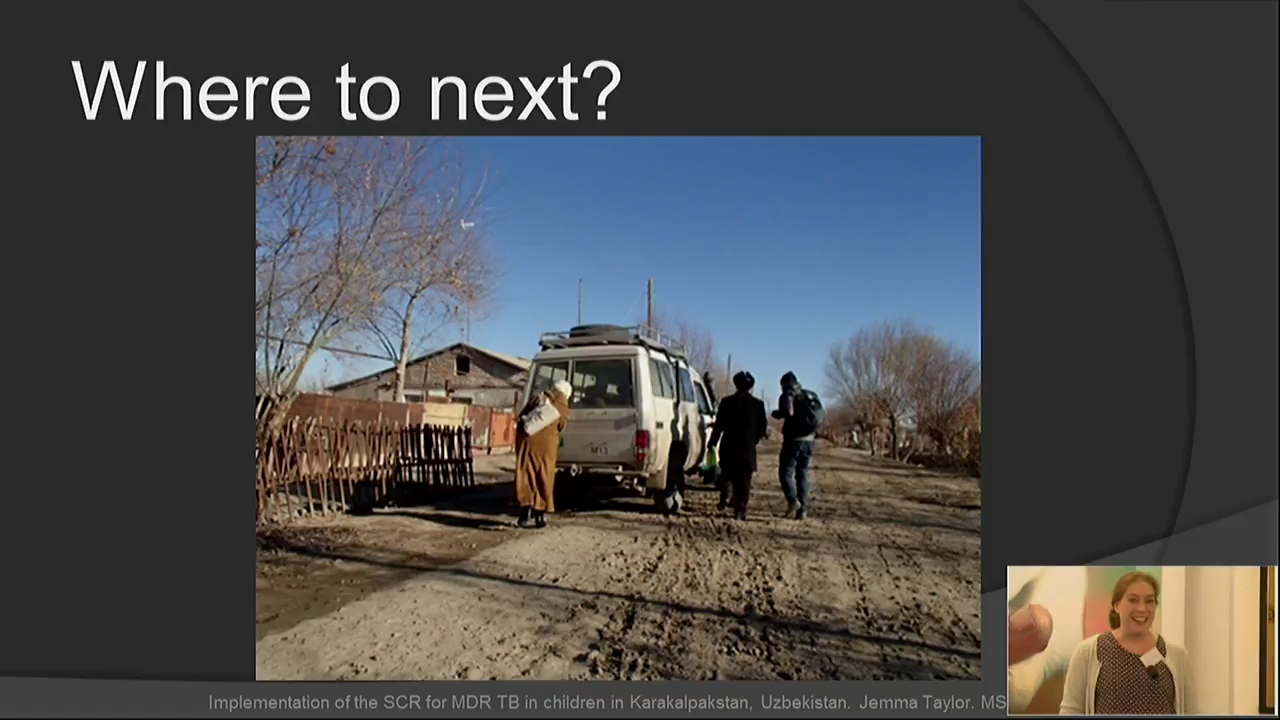 Where to next?
Implementation of the SCR for MDR TB in children in Karakalpakstan, Uzbekistan. Jemma Taylor. MS